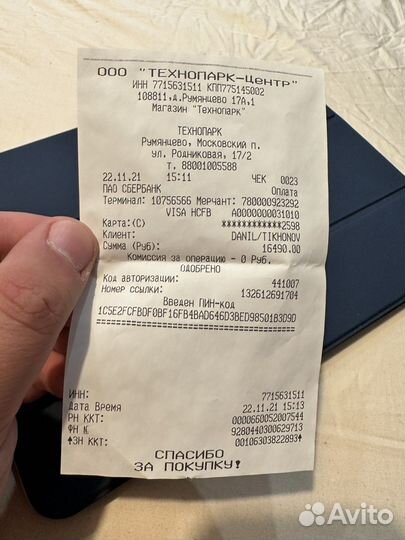 ООО "ТЕХНОПАРК-Центр"
ИНН 7715631511 КПП775145002
108811,д.Румянцево 17А,1
Магазин "Технопарк"
ТЕХНОПАРК
Румянцево, Московский п.
ул. Родниковая, 17/2
т. 88001005588
22.11.21 15:11 ЧЕК 0023
ПАО СБЕРБАНК Оплата
Терминал: 10756566 Мерчант: 780000923292
VISA HCFB A0000000031010
Карта:(C) ************2598
Клиент: DANIL/TIKHONOV
Сумма (Руб): 16490.00
Комиссия за операцию - 0 Руб.
ОДОБРЕНО
Код авторизации: 441007
Номер ссылки: 132612691704
Введен ПИН-код
1C5E2FCFBDF0BF16FB4BAD646D3BED98501B3D9D
========================================
ИНН: 7715631511
Дата Время 22.11.21 15:13
РН ККТ: 0000660052007544
ФН № 9280440300629713
↑ЗН ККТ: 00106303822893↑
СПАСИБО
ЗА ПОКУПКУ!
Avito